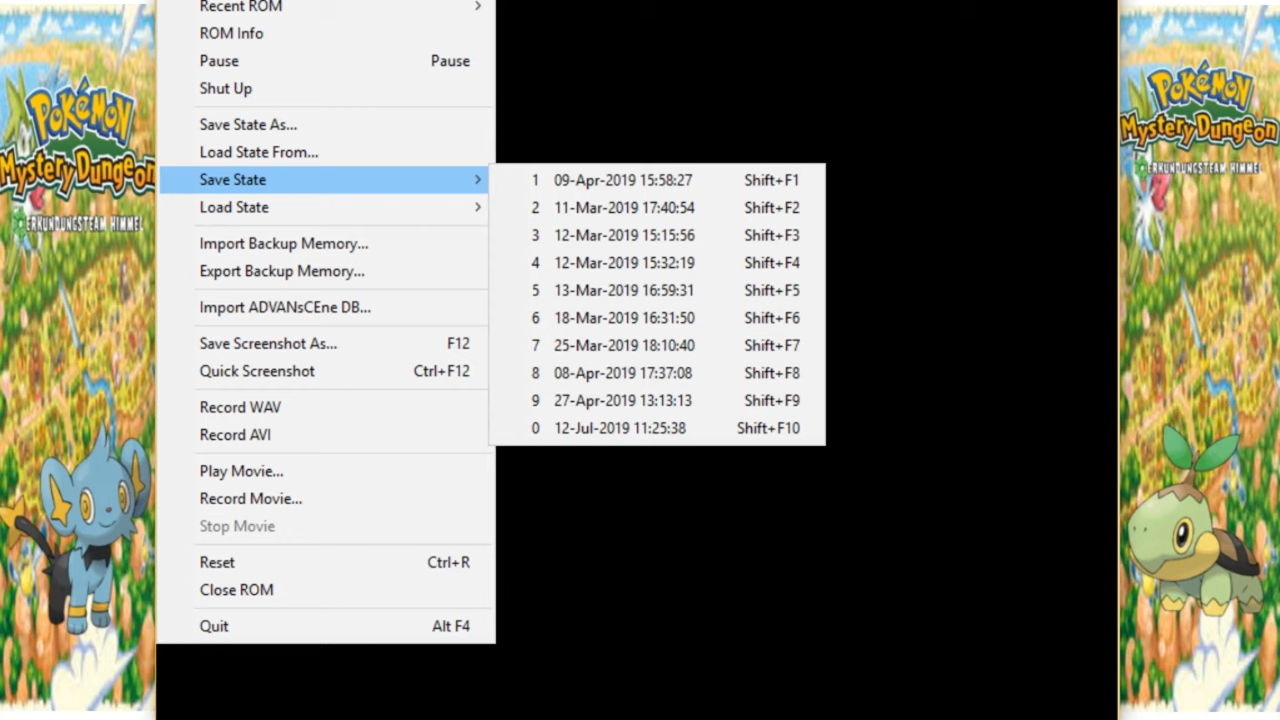 Recent ROM
ROM Info
Pause Pause
Shut Up
Save State As...
Load State From...
Save State
Load State
Import Backup Memory...
Export Backup Memory...
Import ADVANsCEne DB...
Save Screenshot As... F12
Quick Screenshot Ctrl+F12
Record WAV
Record AVI
Play Movie...
Record Movie...
Stop Movie
Reset Ctrl+R
Close ROM
Quit Alt F4
1 09-Apr-2019 15:58:27 Shift+F1
2 11-Mar-2019 17:40:54 Shift+F2
3 12-Mar-2019 15:15:56 Shift+F3
4 12-Mar-2019 15:32:19 Shift+F4
5 13-Mar-2019 16:59:31 Shift+F5
6 18-Mar-2019 16:31:50 Shift+F6
7 25-Mar-2019 18:10:40 Shift+F7
8 08-Apr-2019 17:37:08 Shift+F8
9 27-Apr-2019 13:13:13 Shift+F9
0 12-Jul-2019 11:25:38 Shift+F10
POKéMON
Mystery Dungeon
ERKUNDUNGSTEAM HIMMEL
POKéMON
Mystery Dungeon
ERKUNDUNGSTEAM HIMMEL